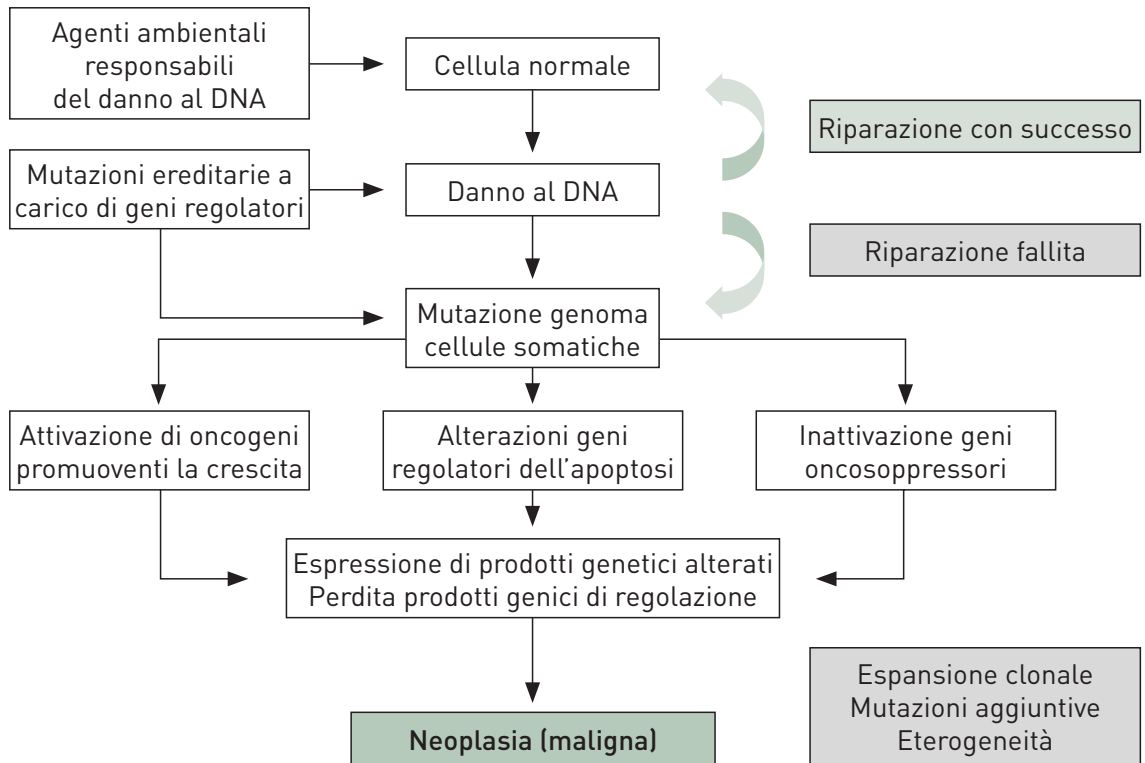 Agenti ambientali
responsabili
del danno al DNA
Cellula normale
Riparazione con successo
Mutazioni ereditarie a
carico di geni regolatori
Danno al DNA
Riparazione fallita
Mutazione genoma
cellule somatiche
Attivazione di oncogeni
promuoventi la crescita
Alterazioni geni
regolatori dell'apoptosi
Inattivazione geni
oncosoppressori
Espressione di prodotti genetici alterati
Perdita prodotti genici di regolazione
Espansione clonale
Mutazioni aggiuntive
Eterogeneità
Neoplasia (maligna)